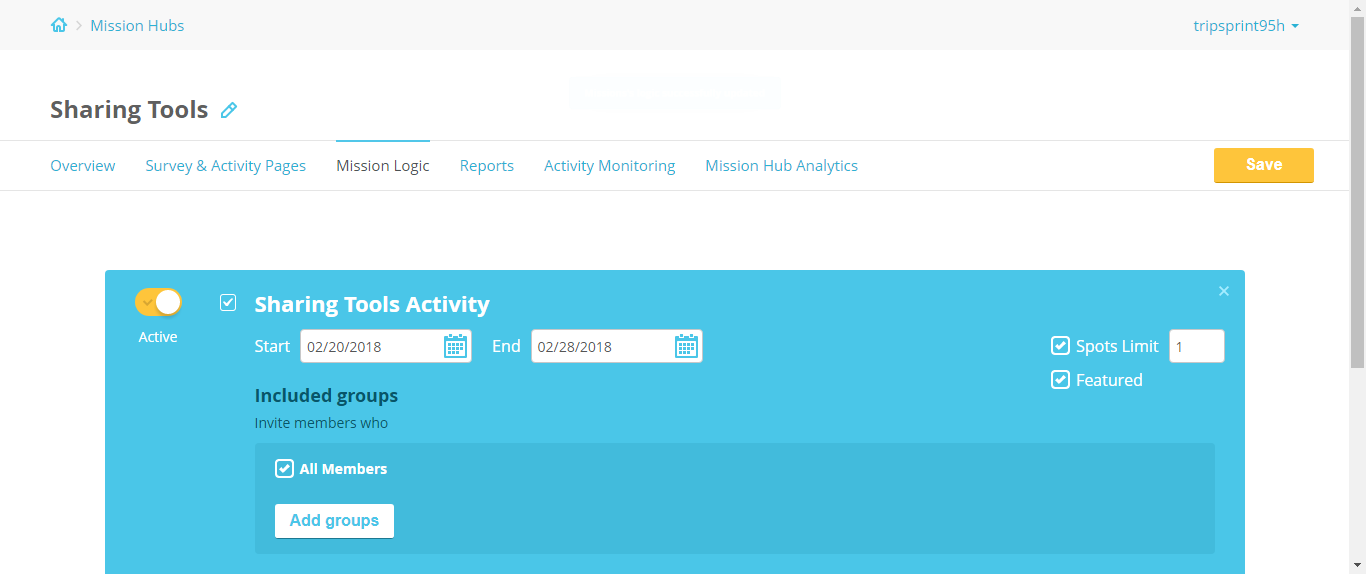 Mission Hubs
tripsprint95h
Sharing Tools
Overview Survey & Activity Pages Mission Logic Reports Activity Monitoring Mission Hub Analytics Save
Sharing Tools Activity
Active
Start 02/20/2018 End 02/28/2018 Spots Limit 1
Featured
Included groups
Invite members who
All Members
Add groups